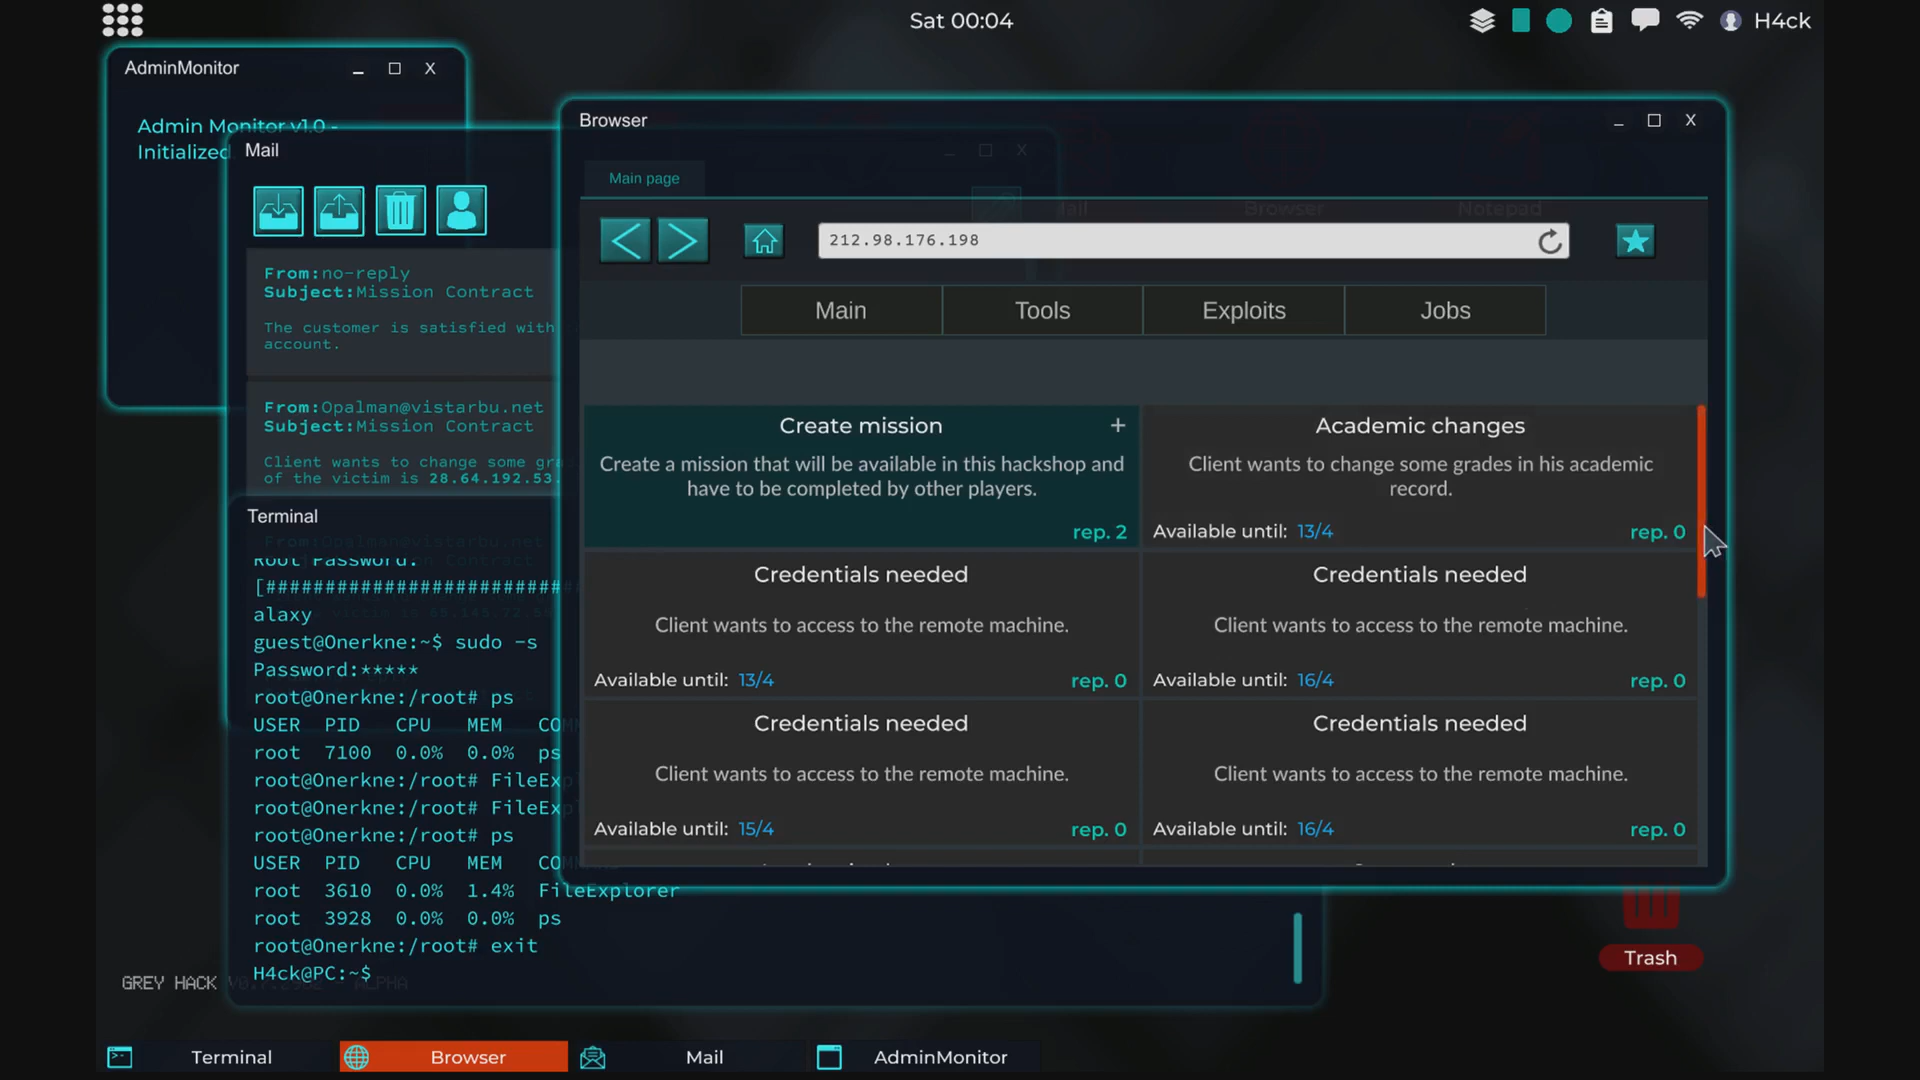 Sat 00:04
H4ck
AdminMonitor
Admin Monitor v1.0 -
Initialized
Mail
From:no-reply
Subject:Mission Contract
The customer is satisfied with
account.
From:Opalman@vistarbu.net
Subject:Mission Contract
Client wants to change some gra
of the victim is 28.64.192.53.
Terminal
Root Password:
[##########################
alaxy
guest@Onerkne:~$ sudo -s
Password:*****
root@Onerkne:/root# ps
USER PID CPU MEM COMM
root 7100 0.0% 0.0% ps
root@Onerkne:/root# FileExpl
root@Onerkne:/root# FileExpl
root@Onerkne:/root# ps
USER PID CPU MEM COMMAND
root 3610 0.0% 1.4% FileExplorer
root 3928 0.0% 0.0% ps
root@Onerkne:/root# exit
H4ck@PC:~$
Browser
X
Main page
Mail
Browser
Notepad
212.98.176.198
Main
Tools
Exploits
Jobs
Create mission +
Create a mission that will be available in this hackshop and
have to be completed by other players.
rep. 2
Academic changes
Client wants to change some grades in his academic
record.
Available until: 13/4 rep. 0
Credentials needed
Client wants to access to the remote machine.
Available until: 13/4 rep. 0
Credentials needed
Client wants to access to the remote machine.
Available until: 16/4 rep. 0
Credentials needed
Client wants to access to the remote machine.
Available until: 15/4 rep. 0
Credentials needed
Client wants to access to the remote machine.
Available until: 16/4 rep. 0
Trash
GREY HACK
ALPHA
Terminal
Browser
Mail
AdminMonitor